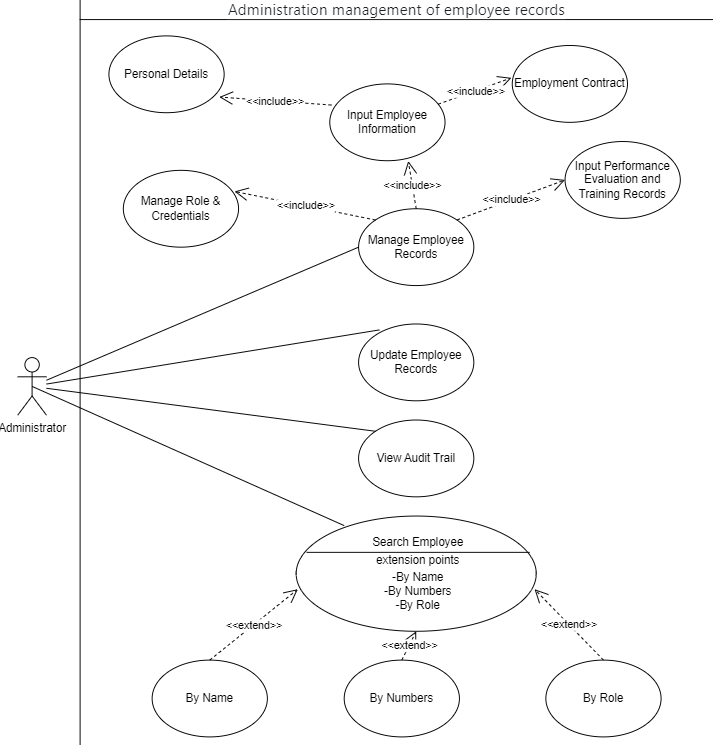 Administration management of employee records
Personal Details
<<include>>
<<include>>
Employment Contract
Input Employee
Information
Input Performance
Evaluation and
Training Records
<<include>>
Manage Role &
Credentials
<<include>>
<<include>>
Manage Employee
Records
Update Employee
Records
Administrator
View Audit Trail
Search Employee
extension points
-By Name
-By Numbers
-By Role
<<extend>>
<<extend>>
<<extend>>
By Name
By Numbers
By Role